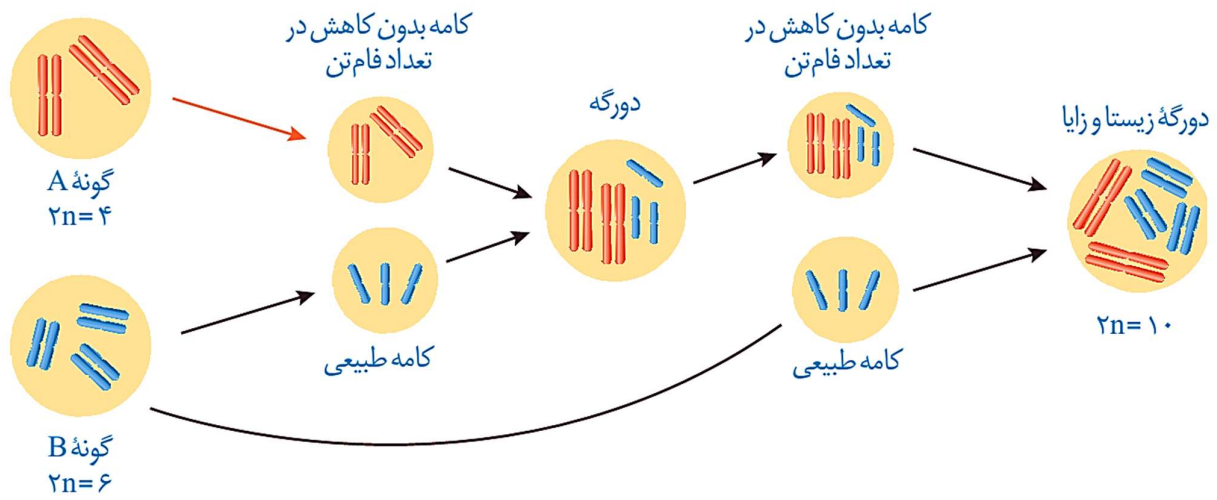 کامه بدون کاهش در
تعداد فام‌تن
کامه بدون کاهش در
تعداد فام‌تن
دورگه
دورگهٔ زیستا و زایا
گونهٔ A
۲n=۴
کامه طبیعی
کامه طبیعی
۲n=۱۰
گونهٔ B
۲n=۶